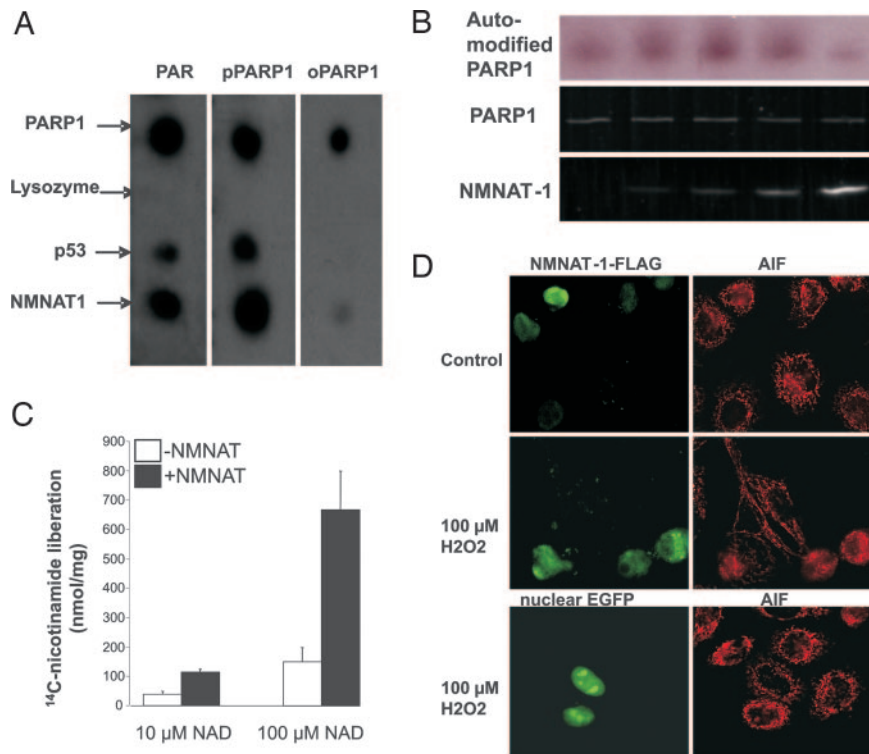 A
PAR pPARP1 oPARP1
PARP1
Lysozyme
p53
NMNAT1
B
Auto-
modified
PARP1
PARP1
NMNAT-1
C
900
800
700
600
500
400
300
200
100
0
14C-nicotinamide liberation
(nmol/mg)
-NMNAT
+NMNAT
10 µM NAD 100 µM NAD
D
NMNAT-1-FLAG AIF
Control
100 µM
H2O2
nuclear EGFP AIF
100 µM
H2O2